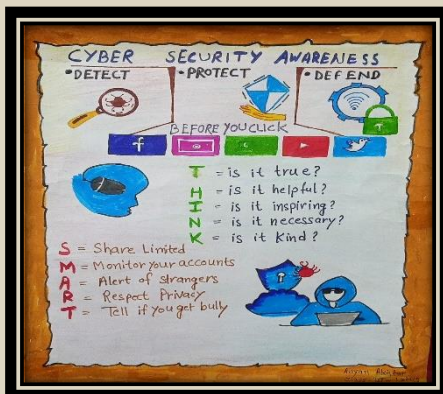 CYBER SECURITY AWARENESS
•DETECT •PROTECT •DEFEND
BEFORE YOU CLICK
f
T = is it true?
H = is it helpful?
I = is it inspiring?
N = is it necessary?
K = is it kind?
S = Share Limited
M = Monitor your accounts
A = Alert of strangers
R = Respect Privacy
T = Tell if you get bully